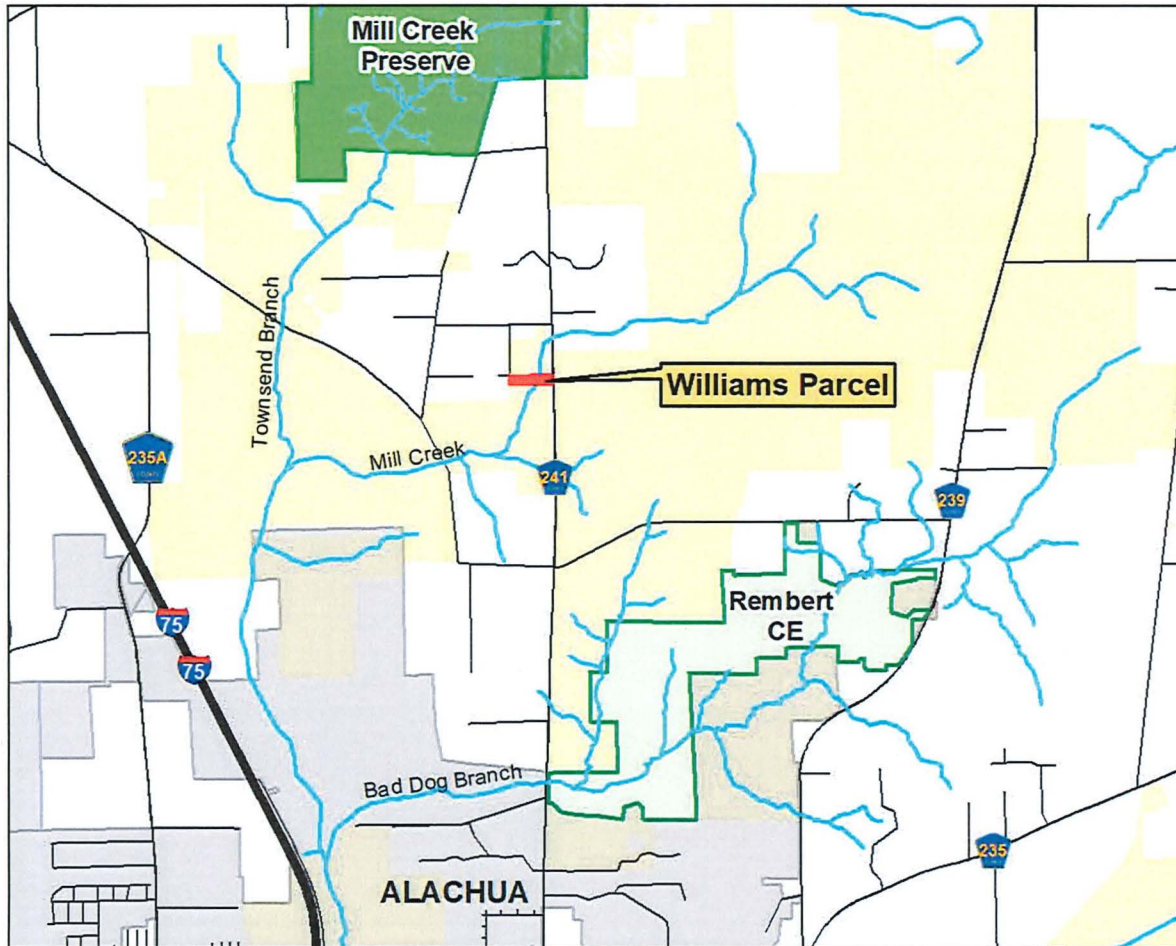 Mill Creek
Preserve
Townsend Branch
Williams Parcel
235A
Mill Creek
241
239
Rembert
CE
75
75
Bad Dog Branch
235
ALACHUA